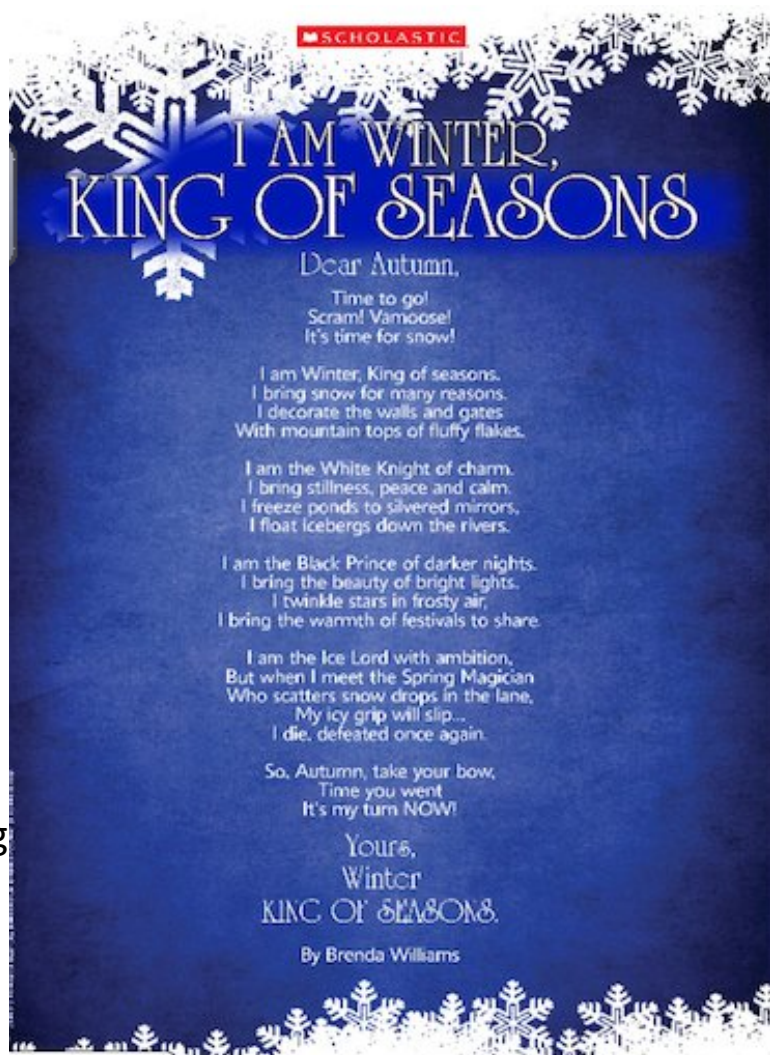 SCHOLASTIC
I AM WINTER,
KING OF SEASONS
Dear Autumn,
Time to go!
Scram! Vamoose!
It's time for snow!
I am Winter, King of seasons.
I bring snow for many reasons.
I decorate the walls and gates
With mountain tops of fluffy flakes.
I am the White Knight of charm.
I bring stillness, peace and calm.
I freeze ponds to silvered mirrors,
I float icebergs down the rivers.
I am the Black Prince of darker nights.
I bring the beauty of bright lights.
I twinkle stars in frosty air,
I bring the warmth of festivals to share.
I am the Ice Lord with ambition,
But when I meet the Spring Magician
Who scatters snow drops in the lane,
My icy grip will slip...
I die, defeated once again.
So, Autumn, take your bow,
Time you went
It's my turn NOW!
g
Yours,
Winter
KING OF SEASONS.
By Brenda Williams